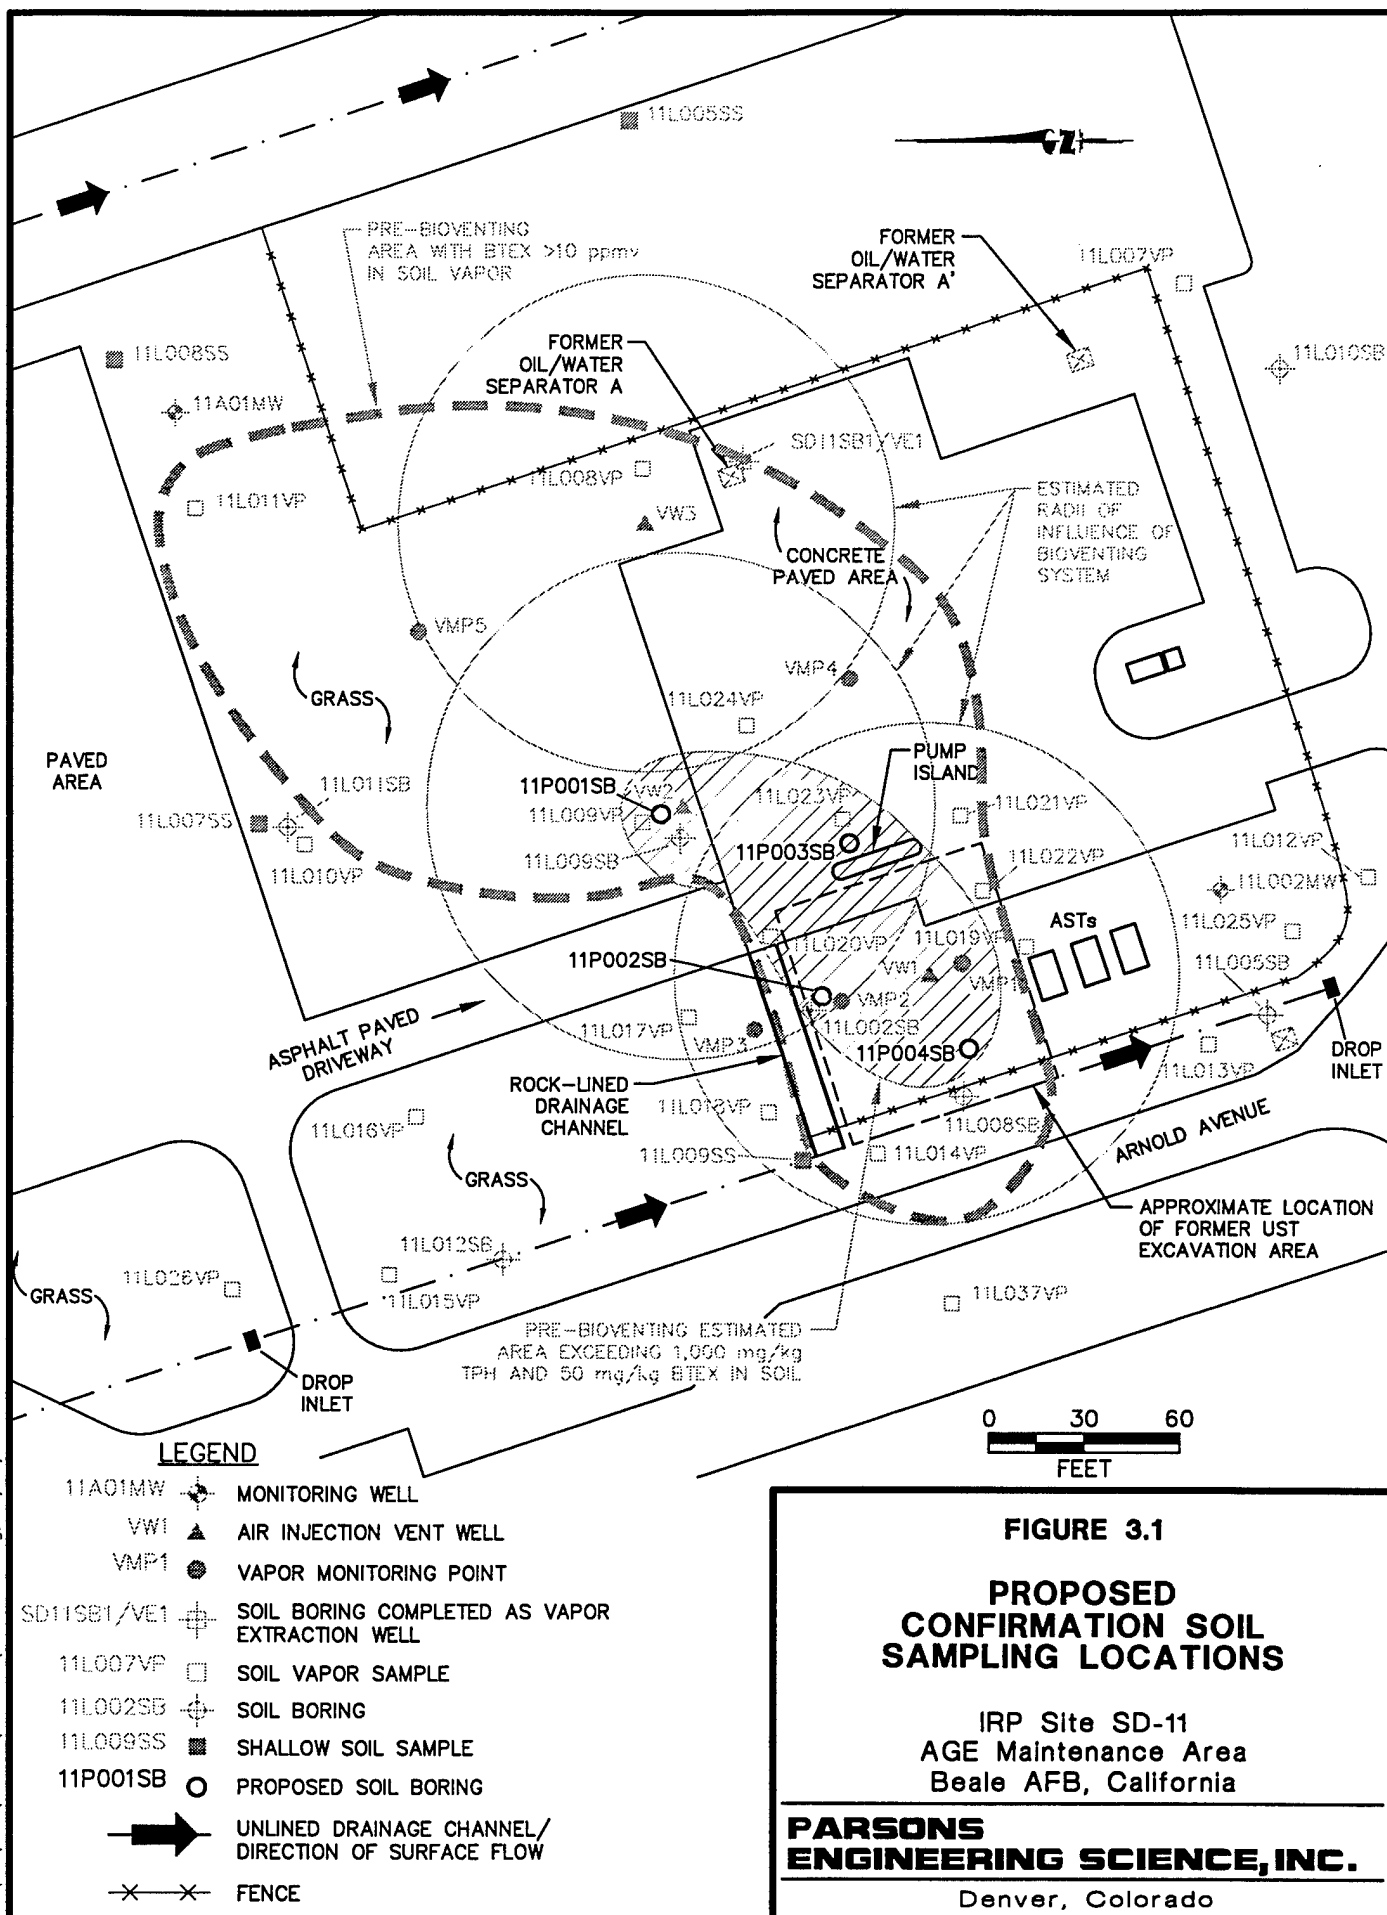 11L005SS
N
PRE-BIOVENTING
AREA WITH BTEX >10 ppmv
IN SOIL VAPOR
FORMER
OIL/WATER
SEPARATOR A'
11L007VP
11L008SS
FORMER
OIL/WATER
SEPARATOR A
11L010SB
11A01MW
SD11SB1/VE1
11L008VP
11L011VP
ESTIMATED
RADII OF
INFLUENCE OF
BIOVENTING
SYSTEM
VW3
CONCRETE
PAVED AREA
VMP5
VMP4
GRASS
11L024VP
PAVED
AREA
PUMP
ISLAND
11L011SB
11P001SB
VW2
11L023VP
11L021VP
11L007SS
11L009VP
11L012VP
11P003SB
11L009SB
11L022VP
11L010VP
11L002MW
ASTs
11L025VP
11L020VP
11L019VP
11P002SB
11L005SB
VW1
VMP1
VMP2
11L017VP
11L002SB
ASPHALT PAVED
DRIVEWAY
VMP3
11P004SB
DROP
INLET
ROCK-LINED
DRAINAGE
CHANNEL
11L013VP
11L018VP
11L016VP
11L008SB
ARNOLD AVENUE
11L009SS
11L014VP
GRASS
APPROXIMATE LOCATION
OF FORMER UST
EXCAVATION AREA
11L012SB
11L026VP
GRASS
11L015VP
11L037VP
PRE-BIOVENTING ESTIMATED
AREA EXCEEDING 1,000 mg/kg
TPH AND 50 mg/kg BTEX IN SOIL
DROP
INLET
0 30 60
FEET
LEGEND
11A01MW MONITORING WELL
VW1 AIR INJECTION VENT WELL
VMP1 VAPOR MONITORING POINT
SD11SB1/VE1 SOIL BORING COMPLETED AS VAPOR
EXTRACTION WELL
11L007VP SOIL VAPOR SAMPLE
11L002SB SOIL BORING
11L009SS SHALLOW SOIL SAMPLE
11P001SB PROPOSED SOIL BORING
UNLINED DRAINAGE CHANNEL/
DIRECTION OF SURFACE FLOW
FENCE
FIGURE 3.1
PROPOSED
CONFIRMATION SOIL
SAMPLING LOCATIONS
IRP Site SD-11
AGE Maintenance Area
Beale AFB, California
PARSONS
ENGINEERING SCIENCE, INC.
Denver, Colorado